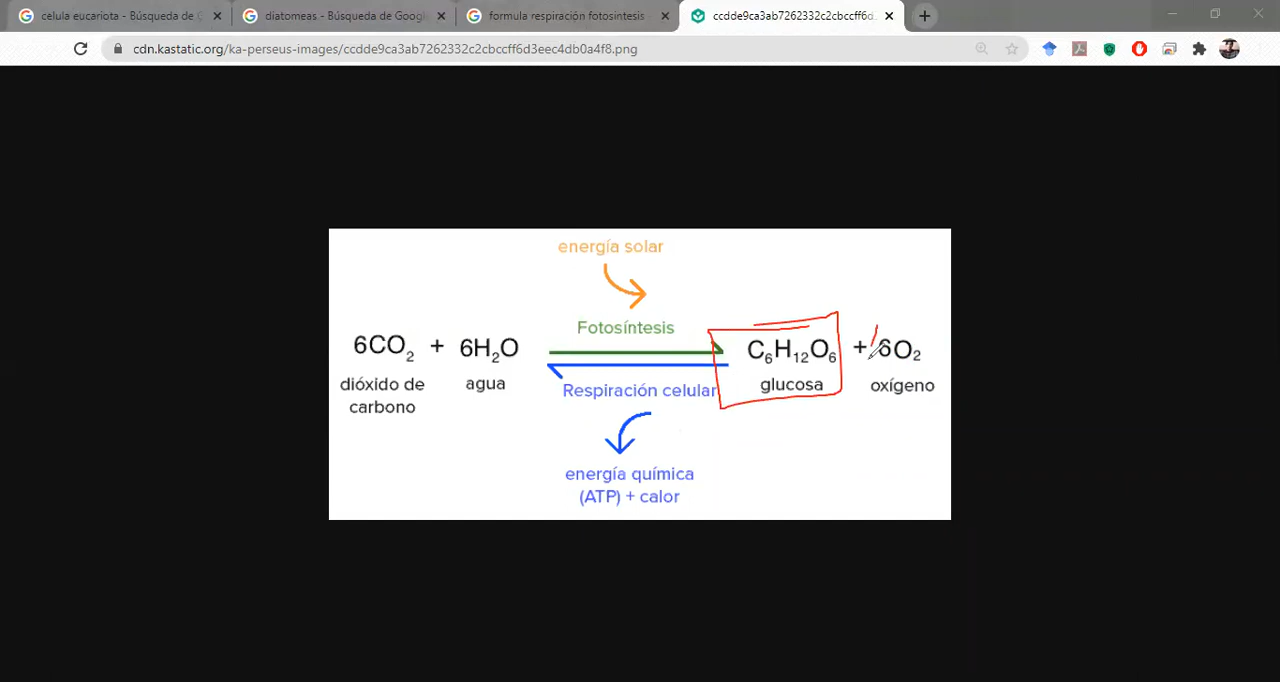 celula eucariota - Búsqueda de G
diatomeas - Búsqueda de Google
formula respiración fotosintesis
ccdde9ca3ab7262332c2cbccff6d
cdn.kastatic.org/ka-perseus-images/ccdde9ca3ab7262332c2cbccff6d3eec4db0a4f8.png
energía solar
Fotosíntesis
6CO₂ + 6H₂O C₆H₁₂O₆ + 6O₂
dióxido de carbono
agua
glucosa
oxígeno
Respiración celular
energía química
(ATP) + calor